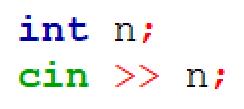 int n;
cin >> n;